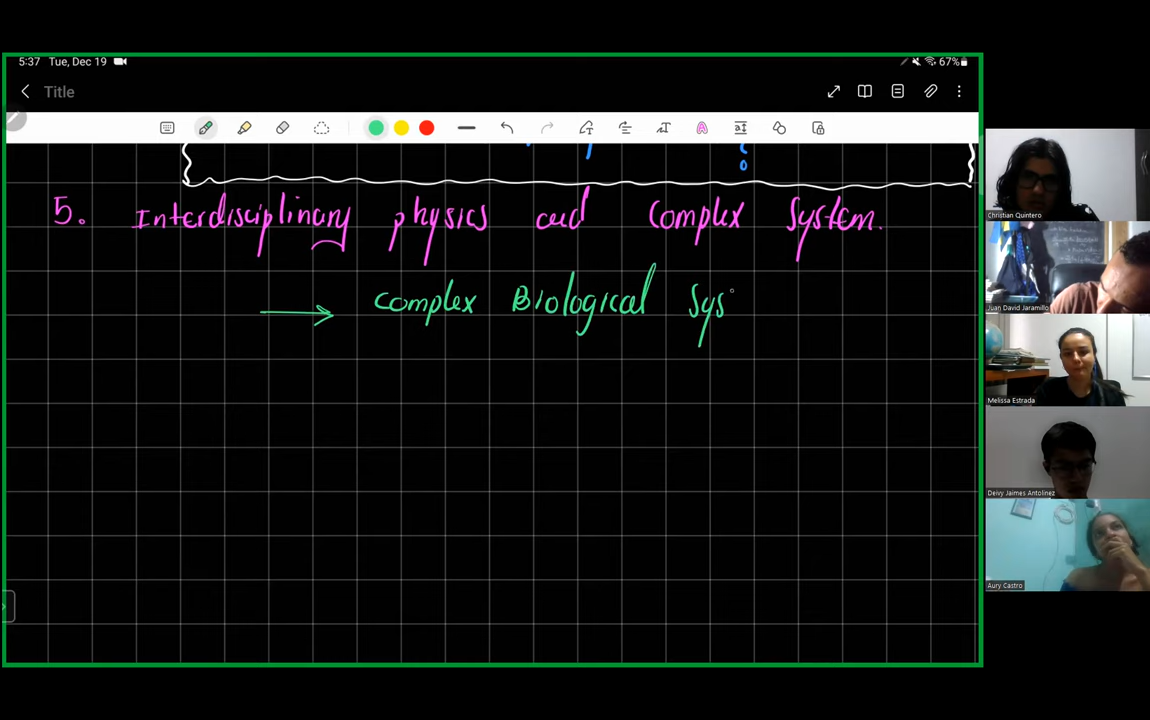 5:37 Tue, Dec 19 67%
Title
5. Interdisciplinary physics and Complex System.
→ Complex Biological Sys
Christian Quintero
Juan David Jaramillo
Melissa Estrada
Deivy Jaimes Antolinez
Aury Castro